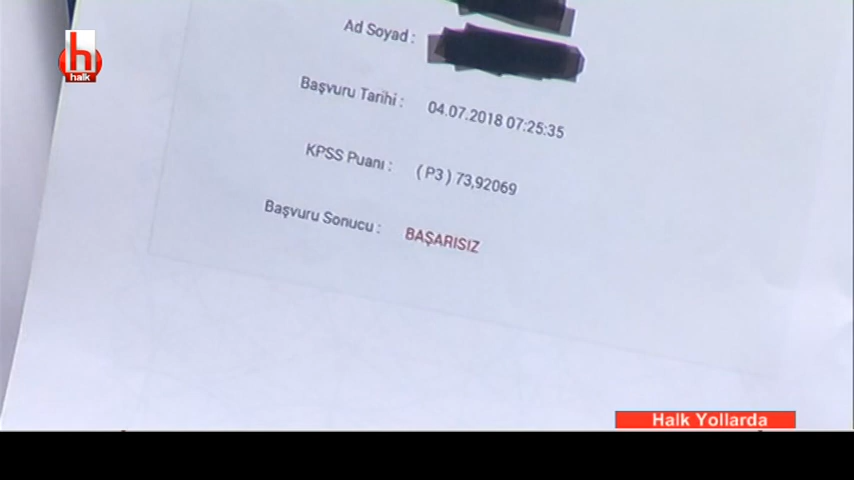 h
halk
Ad Soyad :
Başvuru Tarihi : 04.07.2018 07:25:35
KPSS Puanı : ( P3 ) 73,92069
Başvuru Sonucu : BAŞARISIZ
Halk Yollarda